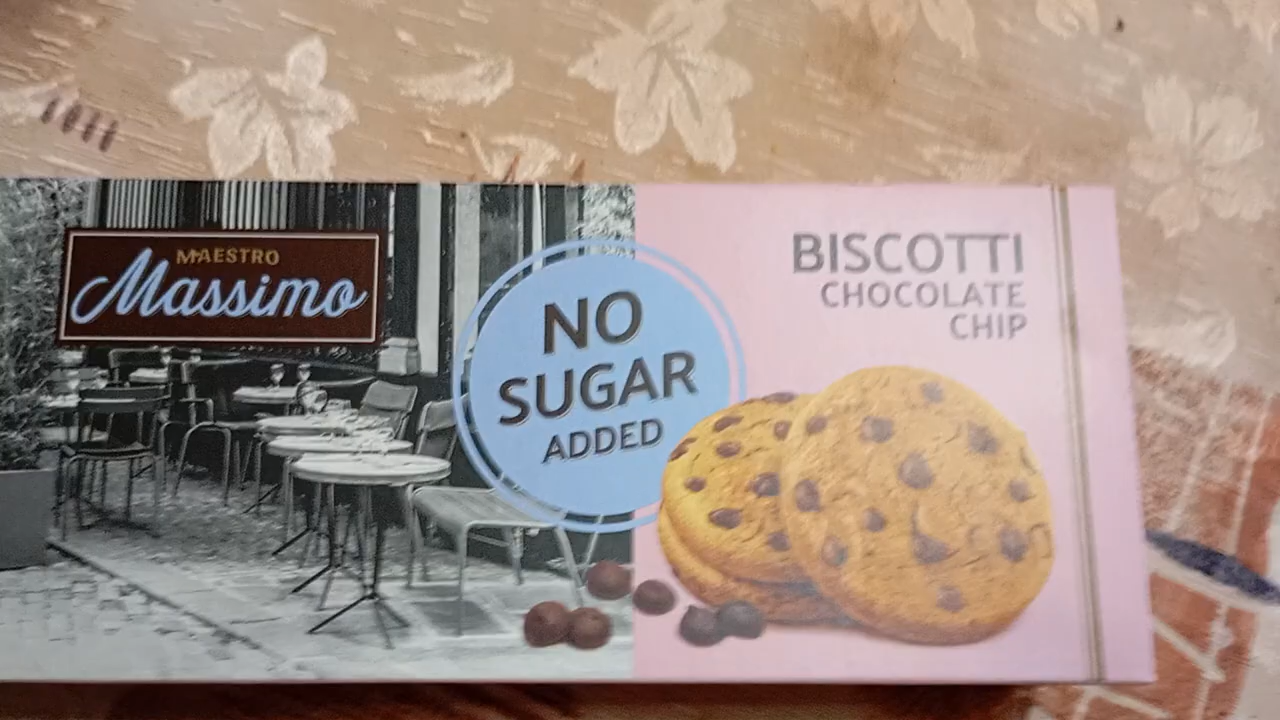 MAESTRO
Massimo
NO
SUGAR
ADDED
BISCOTTI
CHOCOLATE
CHIP